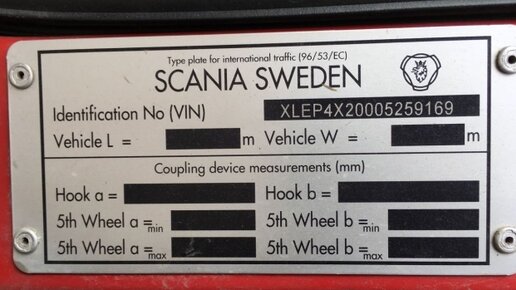 Type plate for international traffic (96/53/EC)
SCANIA SWEDEN
Identification No (VIN) XLEP4X20005259169
Vehicle L = m Vehicle W = m
Coupling device measurements (mm)
Hook a = Hook b =
5th Wheel a = min 5th Wheel b = min
5th Wheel a = max 5th Wheel b = max